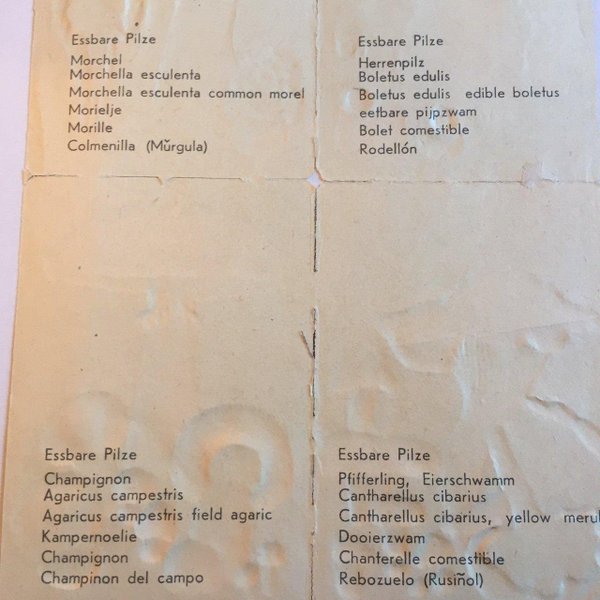 Essbare Pilze
Morchel
Morchella esculenta
Morchella esculenta common morel
Morielje
Morille
Colmenilla (Mŭrgula)
Essbare Pilze
Herrenpilz
Boletus edulis
Boletus edulis edible boletus
eetbare pijpzwam
Bolet comestible
Rodellón
Essbare Pilze
Champignon
Agaricus campestris
Agaricus campestris field agaric
Kampernoelie
Champignon
Champinon del campo
Essbare Pilze
Pfifferling, Eierschwamm
Cantharellus cibarius
Cantharellus cibarius, yellow
Dooierzwam
Chanterelle comestible
Rebozuelo (Rusiñol)